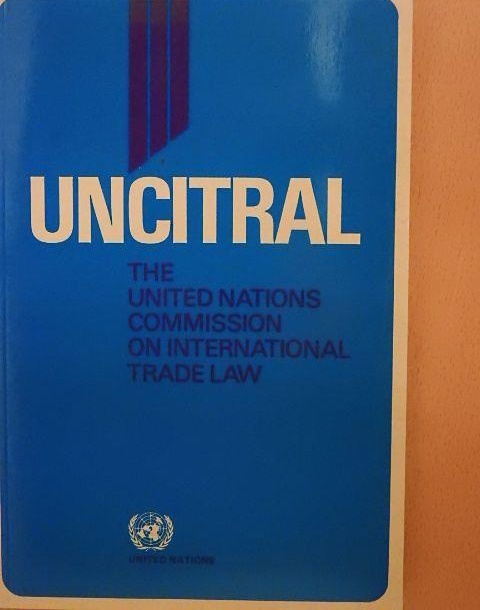 UNCITRAL
THE
UNITED NATIONS
COMMISSION
ON INTERNATIONAL
TRADE LAW
UNITED NATIONS